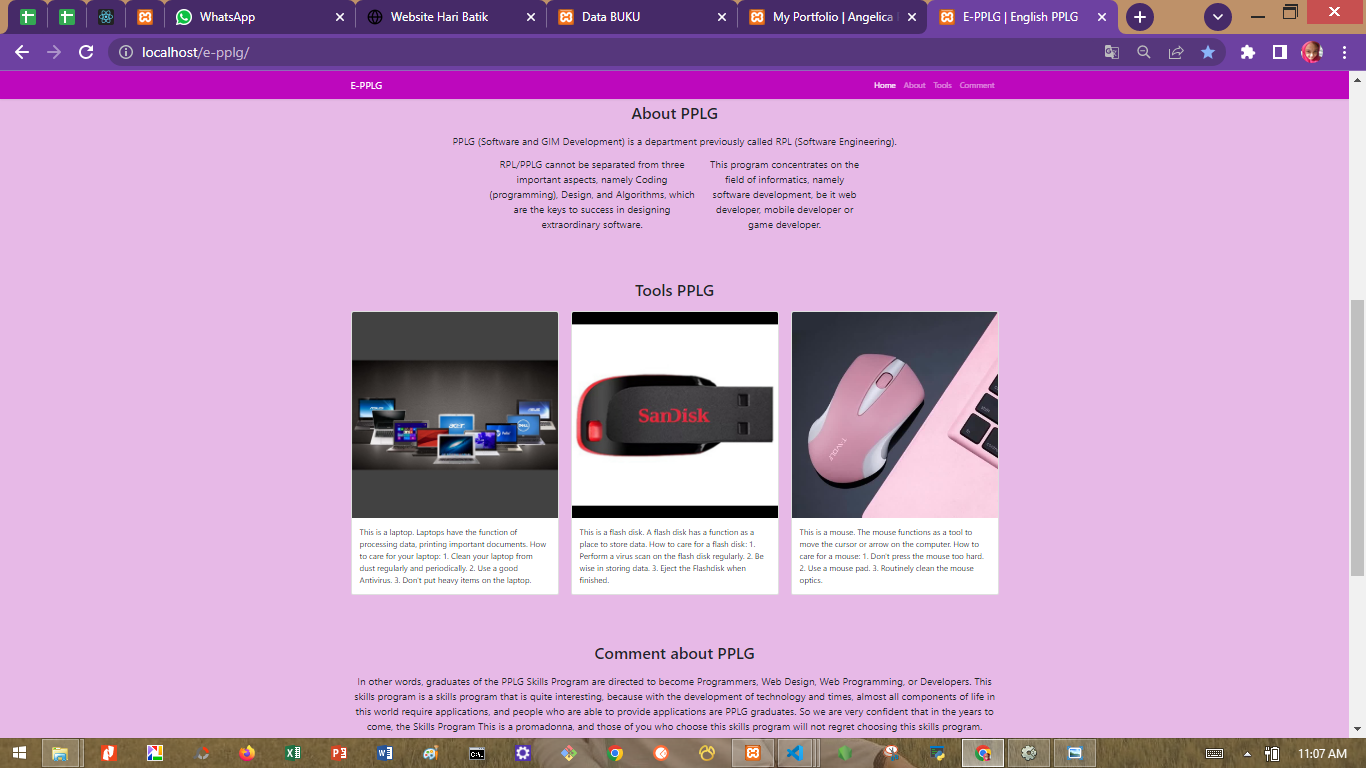 WhatsApp
Website Hari Batik
Data BUKU
My Portfolio | Angelica
E-PPLG | English PPLG
localhost/e-pplg/
E-PPLG
Home About Tools Comment
About PPLG
PPLG (Software and GIM Development) is a department previously called RPL (Software Engineering).
RPL/PPLG cannot be separated from three
important aspects, namely Coding
(programming), Design, and Algorithms, which
are the keys to success in designing
extraordinary software.
This program concentrates on the
field of informatics, namely
software development, be it web
developer, mobile developer or
game developer.
Tools PPLG
ASUS
acer
DELL
SanDisk
T-WOLF
This is a laptop. Laptops have the function of
processing data, printing important documents. How
to care for your laptop: 1. Clean your laptop from
dust regularly and periodically. 2. Use a good
Antivirus. 3. Don't put heavy items on the laptop.
This is a flash disk. A flash disk has a function as a
place to store data. How to care for a flash disk: 1.
Perform a virus scan on the flash disk regularly. 2. Be
wise in storing data. 3. Eject the Flashdisk when
finished.
This is a mouse. The mouse functions as a tool to
move the cursor or arrow on the computer. How to
care for a mouse: 1. Don't press the mouse too hard.
2. Use a mouse pad. 3. Routinely clean the mouse
optics.
Comment about PPLG
In other words, graduates of the PPLG Skills Program are directed to become Programmers, Web Design, Web Programming, or Developers. This
skills program is a skills program that is quite interesting, because with the development of technology and times, almost all components of life in
this world require applications, and people who are able to provide applications are PPLG graduates. So we are very confident that in the years to
come, the Skills Program This is a promadonna, and those of you who choose this skills program will not regret choosing this skills program.
11:07 AM